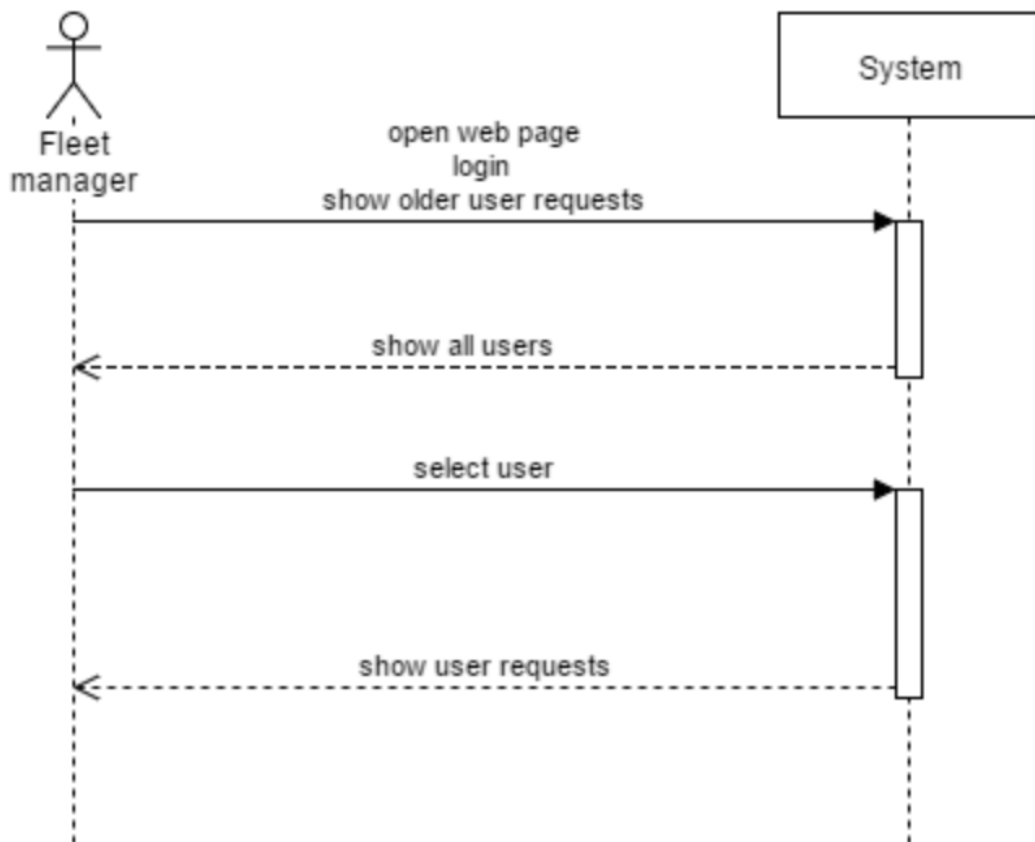 System
Fleet
manager
open web page
login
show older user requests
show all users
select user
show user requests